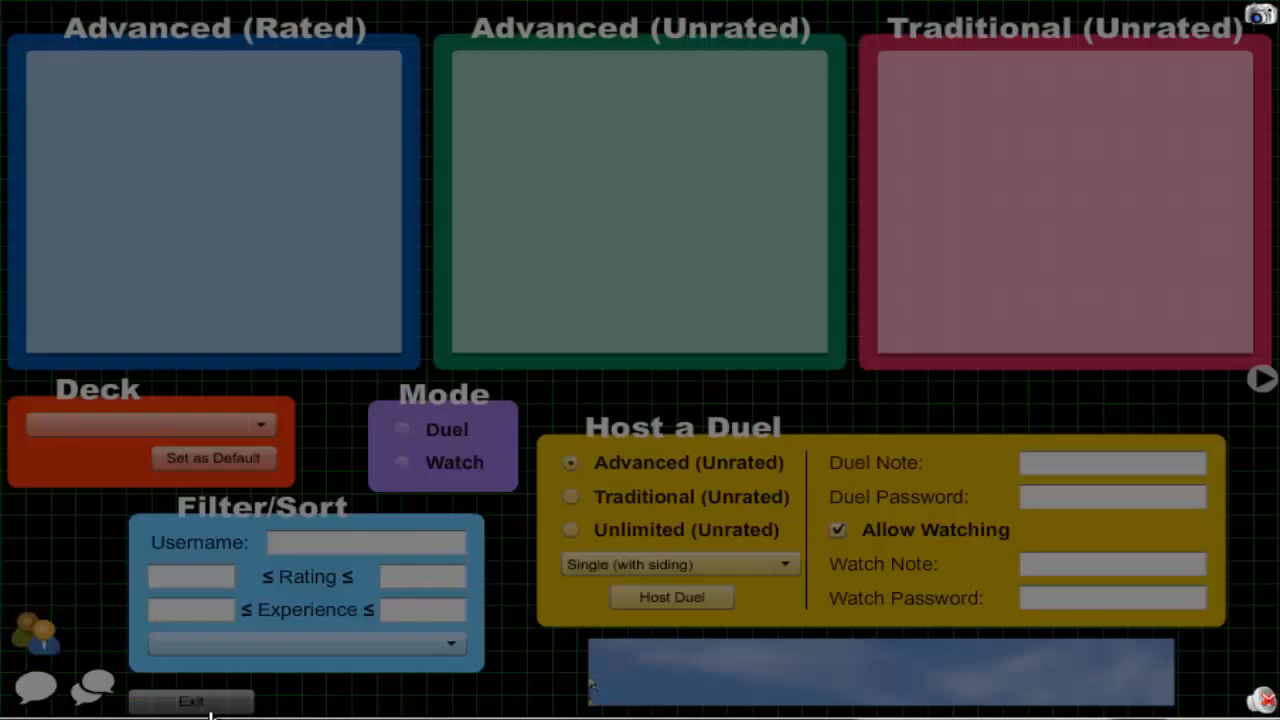 Advanced (Rated)
Advanced (Unrated)
Traditional (Unrated)
Deck
Set as Default
Mode
Duel
Watch
Filter/Sort
Username:
≤ Rating ≤
≤ Experience ≤
Exit
Host a Duel
Advanced (Unrated)
Traditional (Unrated)
Unlimited (Unrated)
Single (with siding)
Host Duel
Duel Note:
Duel Password:
Allow Watching
Watch Note:
Watch Password: